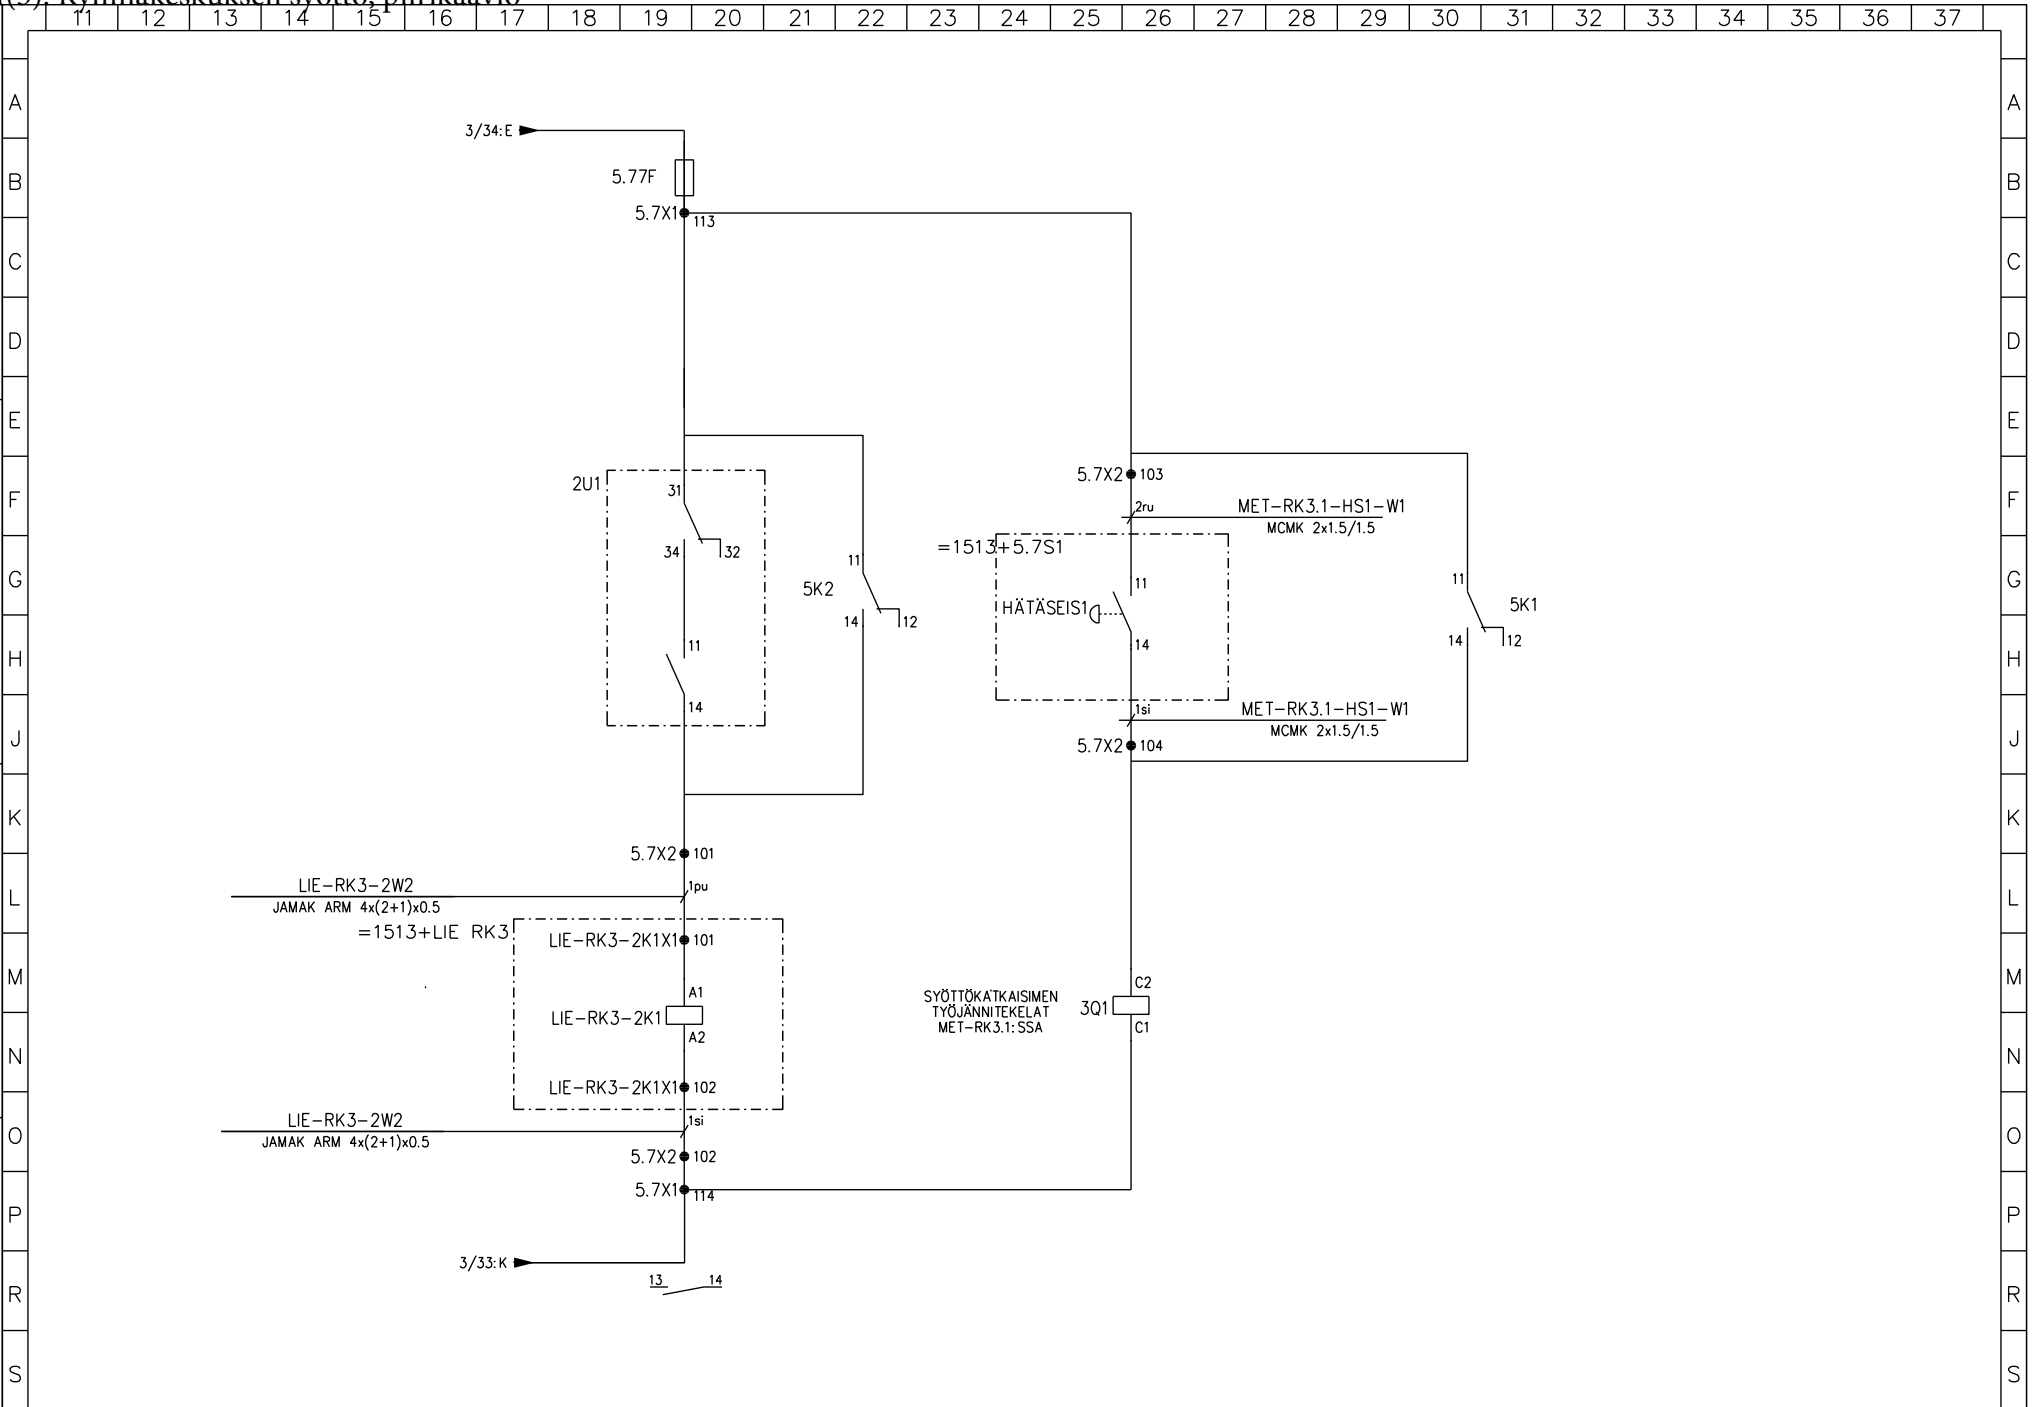 (3). Ryhmäkeskuksen syöttö, piirikaavio
11 12 13 14 15 16 17 18 19 20 21 22 23 24 25 26 27 28 29 30 31 32 33 34 35 36 37
A A
3/34:E
B 5.77F B
5.7X1 113
C C
D D
E E
5.7X2 103
2U1 31
F 2ru MET-RK3.1-HS1-W1 F
MCMK 2x1.5/1.5
34 32 =1513+5.7S1
11
G 5K2 11 11 G
HÄTÄSEIS1 5K1
14 12
11 14 14 12
H H
14 1si MET-RK3.1-HS1-W1
MCMK 2x1.5/1.5
J 5.7X2 104 J
K K
5.7X2 101
LIE-RK3-2W2 1pu
L L
JAMAK ARM 4x(2+1)x0.5
=1513+LIE RK3
LIE-RK3-2K1X1 101
M C2 M
A1 SYÖTTÖKATKAISIMEN
TYÖJÄNNITEKELAT 3Q1
LIE-RK3-2K1 MET-RK3.1:SSA C1
A2
N N
LIE-RK3-2K1X1 102
LIE-RK3-2W2 1si
O O
JAMAK ARM 4x(2+1)x0.5
5.7X2 102
5.7X1 114
P P
3/33:K
13 14
R R
S S